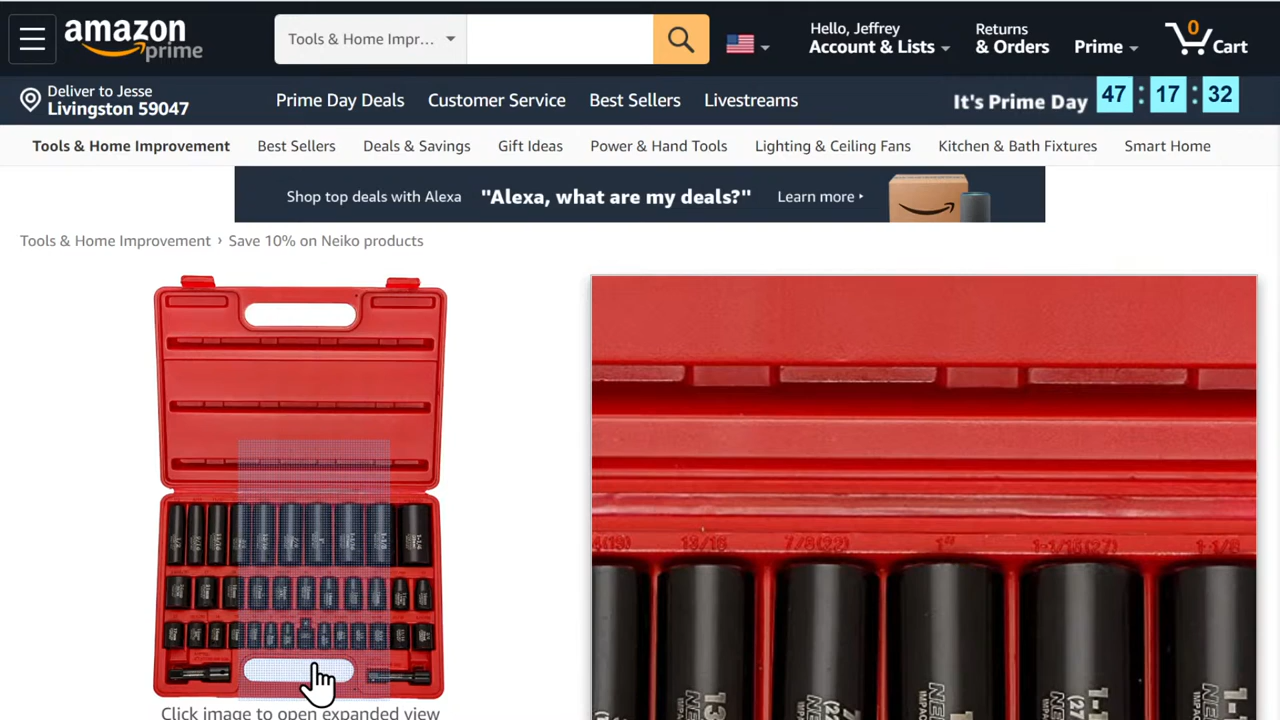 amazon
prime
Tools & Home Impr...
Hello, Jeffrey
Account & Lists
Returns
& Orders
Prime
0
Cart
Deliver to Jesse
Livingston 59047
Prime Day Deals
Customer Service
Best Sellers
Livestreams
It's Prime Day
47 : 17 : 32
Tools & Home Improvement
Best Sellers
Deals & Savings
Gift Ideas
Power & Hand Tools
Lighting & Ceiling Fans
Kitchen & Bath Fixtures
Smart Home
Shop top deals with Alexa
"Alexa, what are my deals?"
Learn more ▸
Tools & Home Improvement › Save 10% on Neiko products
13/16
7/8(22)
1"
1-1/16(27)
1-1/8
Click image to open expanded view